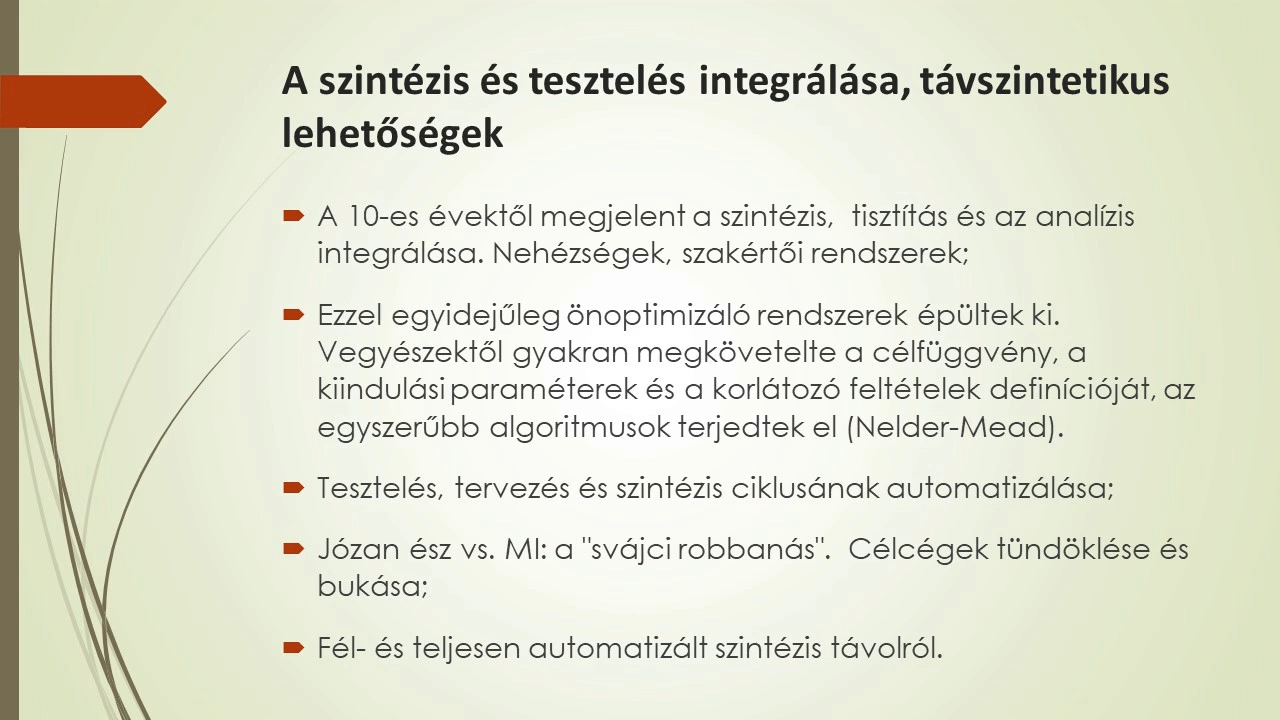 A szintézis és tesztelés integrálása, távszintetikus
lehetőségek
A 10-es évektől megjelent a szintézis, tisztítás és az analízis
integrálása. Nehézségek, szakértői rendszerek;
Ezzel egyidejűleg önoptimizáló rendszerek épültek ki.
Vegyészektől gyakran megkövetelte a célfüggvény, a
kiindulási paraméterek és a korlátozó feltételek definícióját, az
egyszerűbb algoritmusok terjedtek el (Nelder-Mead).
Tesztelés, tervezés és szintézis ciklusának automatizálása;
Józan ész vs. MI: a "svájci robbanás". Célcégek tündöklése és
bukása;
Fél- és teljesen automatizált szintézis távolról.